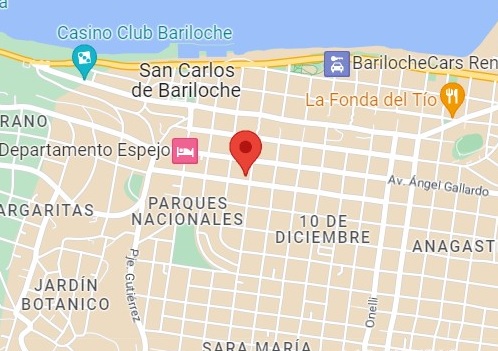 a
Casino Club Bariloche
San Carlos
de Bariloche
BarilocheCars Ren
La Fonda del Tío
RANO
Departamento Espejo
Av. Ángel Gallardo
ARGARITAS
PARQUES
NACIONALES
10 DE
DICIEMBRE
ANAGAST
JARDÍN
BOTANICO
Pje. Gutiérrez
Onelli
SARA MARÍA